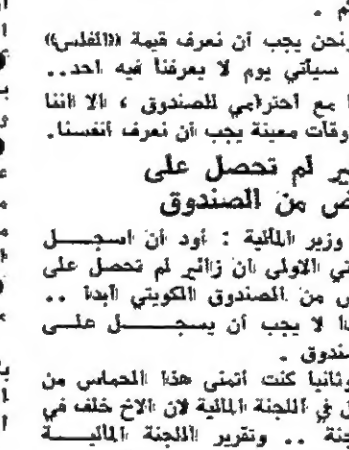 ونحن يجب أن نعرف قيمة «الفلس»
سيأتي يوم لا يعرفنا فيه احد..
مع احترامي للصندوق ، الا اننا
وقات معينة يجب أن نعرف أنفسنا.
ير لم تحصل على
ض من الصندوق
وزير المالية : أود أن اسجل
تي الاولى ان زائير لم تحصل على
ض من الصندوق الكويتي أبدا ..
ذا لا يجب أن يسجل على
صندوق .
وثانيا كنت أتمنى هذا الحماس من
ل في اللجنة المالية لان الاخ خلف في
جنة .. وتقرير اللجنة المالية